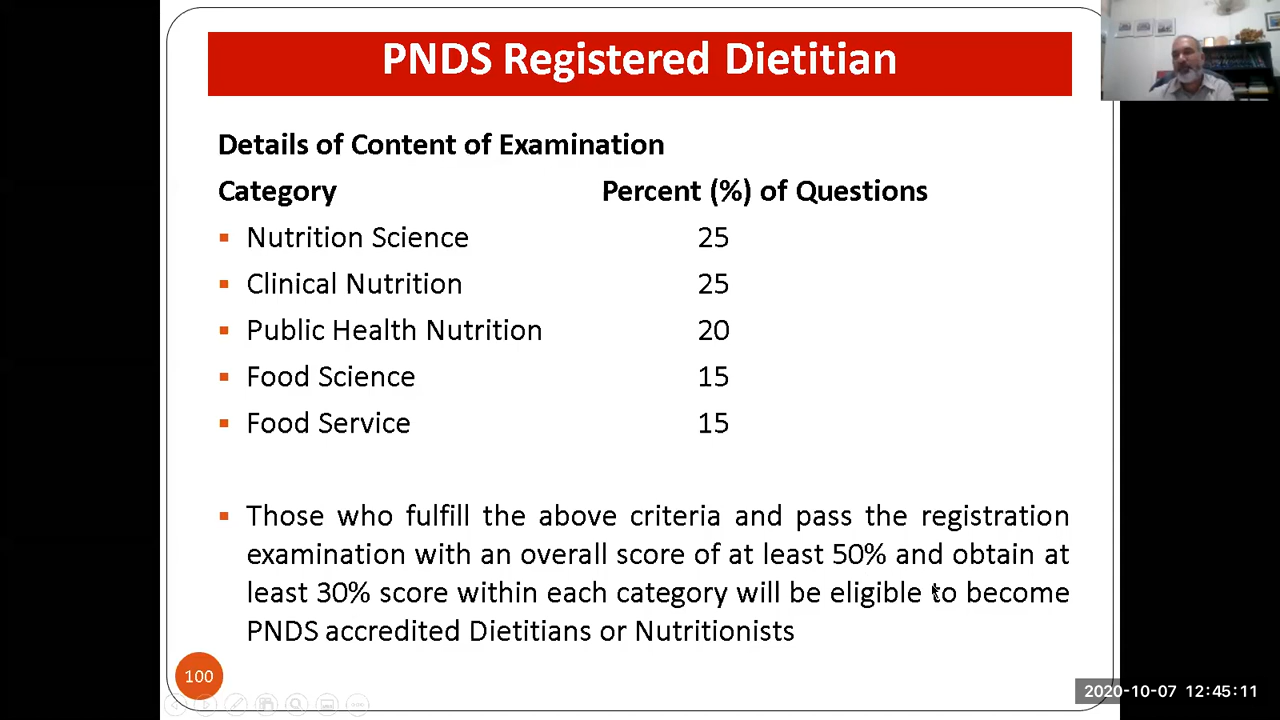 PNDS Registered Dietitian
Details of Content of Examination
Category Percent (%) of Questions
Nutrition Science 25
Clinical Nutrition 25
Public Health Nutrition 20
Food Science 15
Food Service 15
Those who fulfill the above criteria and pass the registration
examination with an overall score of at least 50% and obtain at
least 30% score within each category will be eligible to become
PNDS accredited Dietitians or Nutritionists
100
2020-10-07 12:45:11